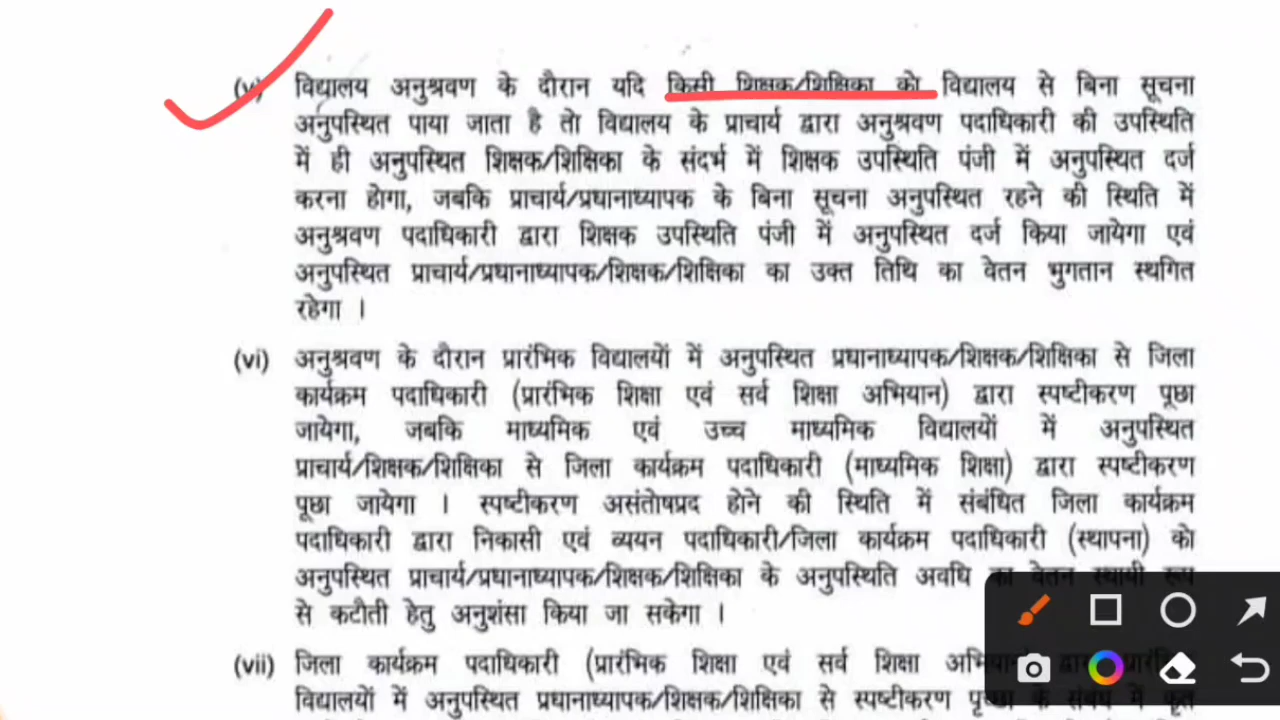 (v) विद्यालय अनुश्रवण के दौरान यदि किसी शिक्षक/शिक्षिका को विद्यालय से बिना सूचना
अनुपस्थित पाया जाता है तो विद्यालय के प्राचार्य द्वारा अनुश्रवण पदाधिकारी की उपस्थिति
में ही अनुपस्थित शिक्षक/शिक्षिका के संदर्भ में शिक्षक उपस्थिति पंजी में अनुपस्थित दर्ज
करना होगा, जबकि प्राचार्य/प्रधानाध्यापक के बिना सूचना अनुपस्थित रहने की स्थिति में
अनुश्रवण पदाधिकारी द्वारा शिक्षक उपस्थिति पंजी में अनुपस्थित दर्ज किया जायेगा एवं
अनुपस्थित प्राचार्य/प्रधानाध्यापक/शिक्षक/शिक्षिका का उक्त तिथि का वेतन भुगतान स्थगित
रहेगा ।
(vi) अनुश्रवण के दौरान प्रारंभिक विद्यालयों में अनुपस्थित प्रधानाध्यापक/शिक्षक/शिक्षिका से जिला
कार्यक्रम पदाधिकारी (प्रारंभिक शिक्षा एवं सर्व शिक्षा अभियान) द्वारा स्पष्टीकरण पूछा
जायेगा, जबकि माध्यमिक एवं उच्च माध्यमिक विद्यालयों में अनुपस्थित
प्राचार्य/शिक्षक/शिक्षिका से जिला कार्यक्रम पदाधिकारी (माध्यमिक शिक्षा) द्वारा स्पष्टीकरण
पूछा जायेगा । स्पष्टीकरण असंतोषप्रद होने की स्थिति में संबंधित जिला कार्यक्रम
पदाधिकारी द्वारा निकासी एवं व्ययन पदाधिकारी/जिला कार्यक्रम पदाधिकारी (स्थापना) को
अनुपस्थित प्राचार्य/प्रधानाध्यापक/शिक्षक/शिक्षिका के अनुपस्थिति अवधि का वेतन स्थायी रूप
से कटौती हेतु अनुशंसा किया जा सकेगा ।
(vii) जिला कार्यक्रम पदाधिकारी (प्रारंभिक शिक्षा एवं सर्व शिक्षा अभियान) द्वारा प्रारंभिक
विद्यालयों में अनुपस्थित प्रधानाध्यापक/शिक्षक/शिक्षिका से स्पष्टीकरण पृच्छा के संबंध में कृत